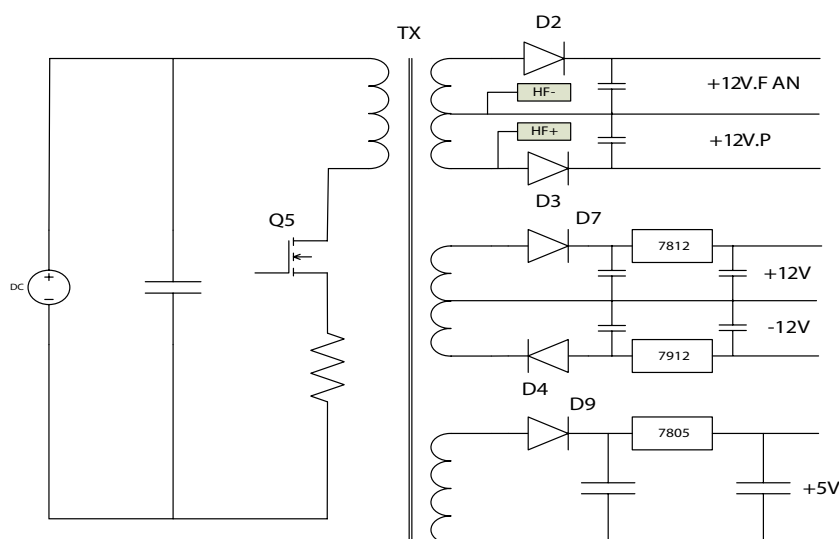 TX
D2
HF-
+12V.F AN
HF+
+12V.P
D3
Q5
D7
7812
DC
+12V
-12V
7912
D4
D9
7805
+5V